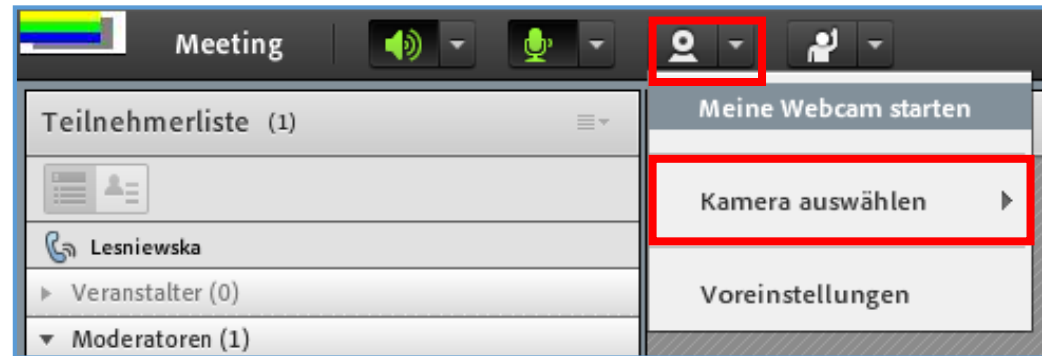 Meeting
Meine Webcam starten
Teilnehmerliste (1)
Kamera auswählen
Lesniewska
Veranstalter (0)
Voreinstellungen
Moderatoren (1)